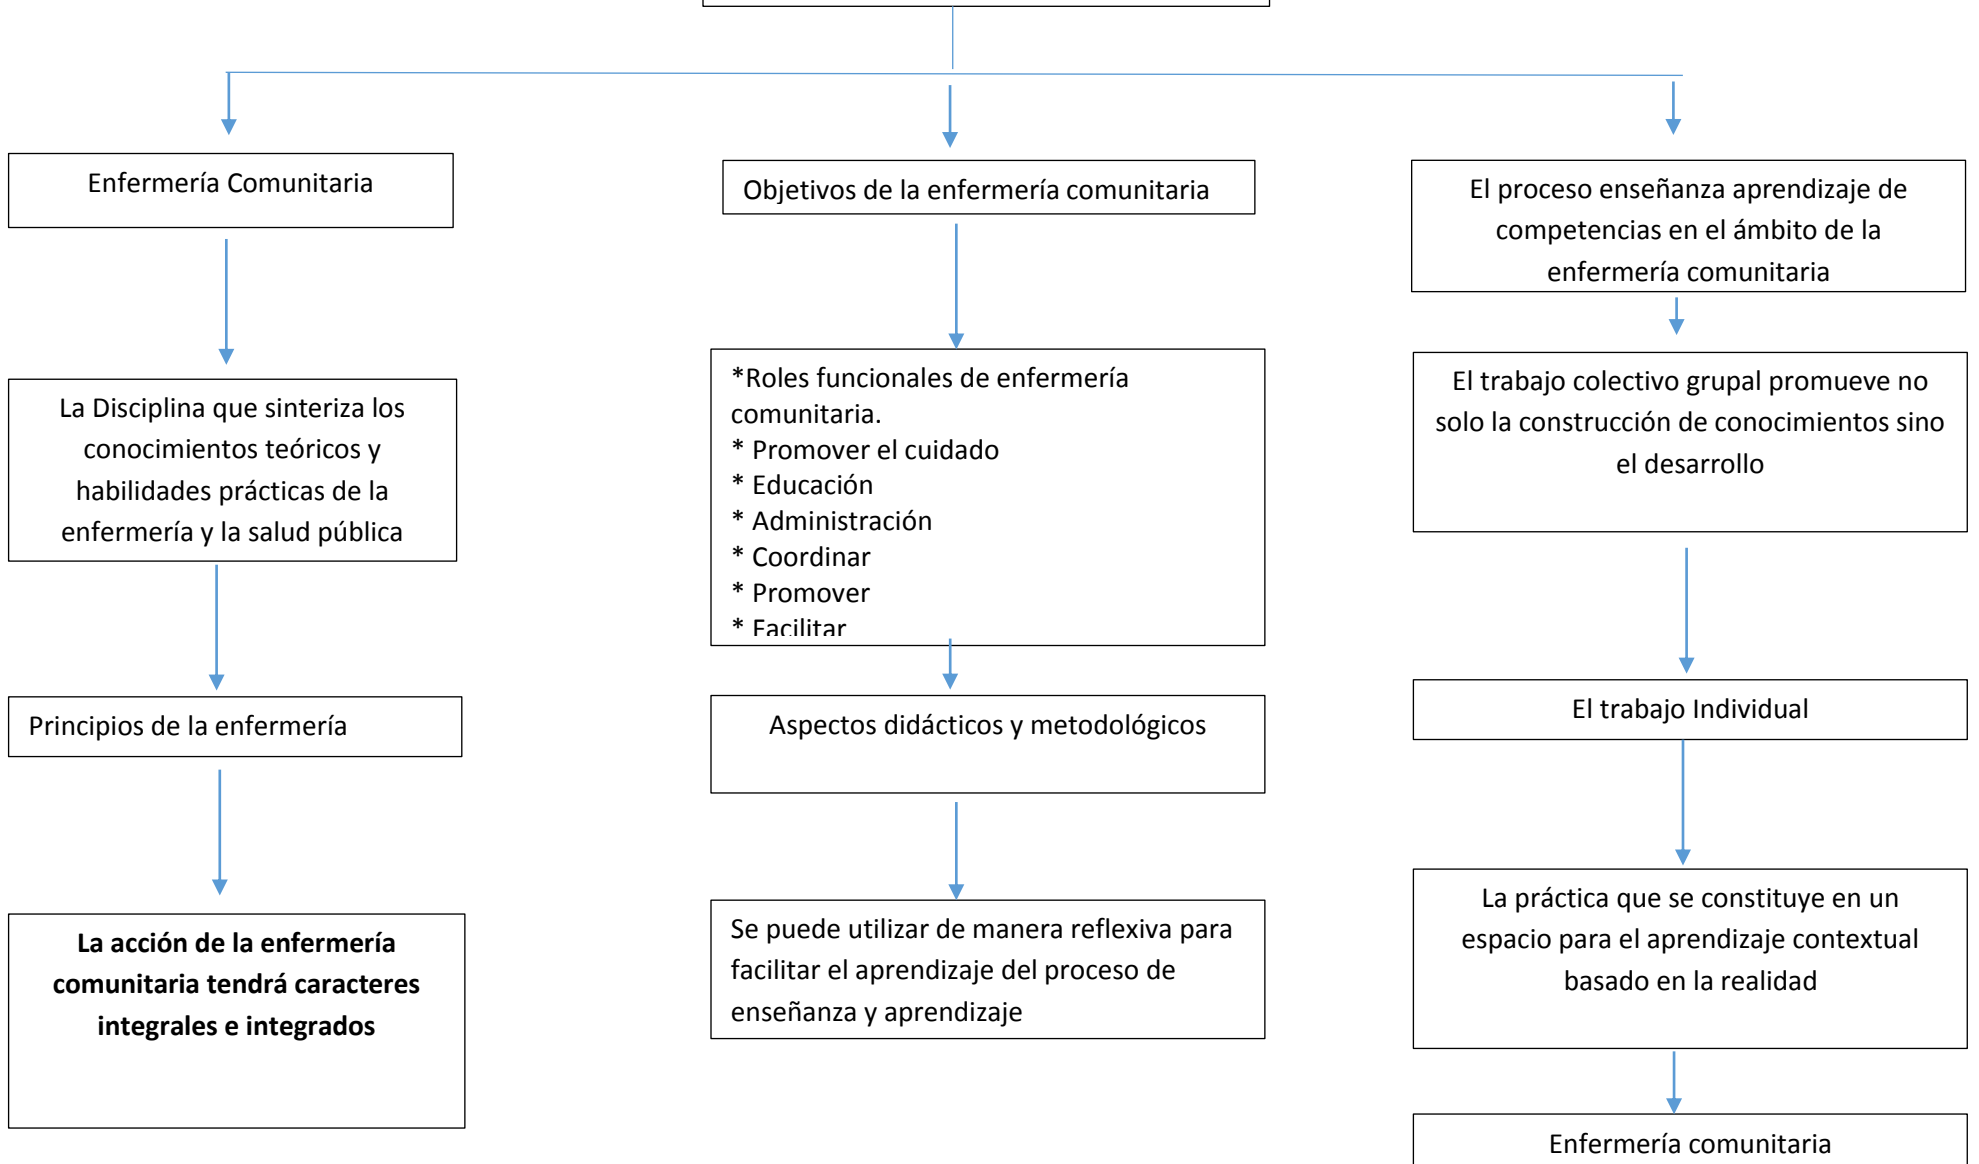 Enfermería Comunitaria
La Disciplina que sinteriza los
conocimientos teóricos y
habilidades prácticas de la
enfermería y la salud pública
Principios de la enfermería
La acción de la enfermería
comunitaria tendrá caracteres
integrales e integrados
Objetivos de la enfermería comunitaria
*Roles funcionales de enfermería
comunitaria.
* Promover el cuidado
* Educación
* Administración
* Coordinar
* Promover
* Facilitar
Aspectos didácticos y metodológicos
Se puede utilizar de manera reflexiva para
facilitar el aprendizaje del proceso de
enseñanza y aprendizaje
El proceso enseñanza aprendizaje de
competencias en el ámbito de la
enfermería comunitaria
El trabajo colectivo grupal promueve no
solo la construcción de conocimientos sino
el desarrollo
El trabajo Individual
La práctica que se constituye en un
espacio para el aprendizaje contextual
basado en la realidad
Enfermería comunitaria